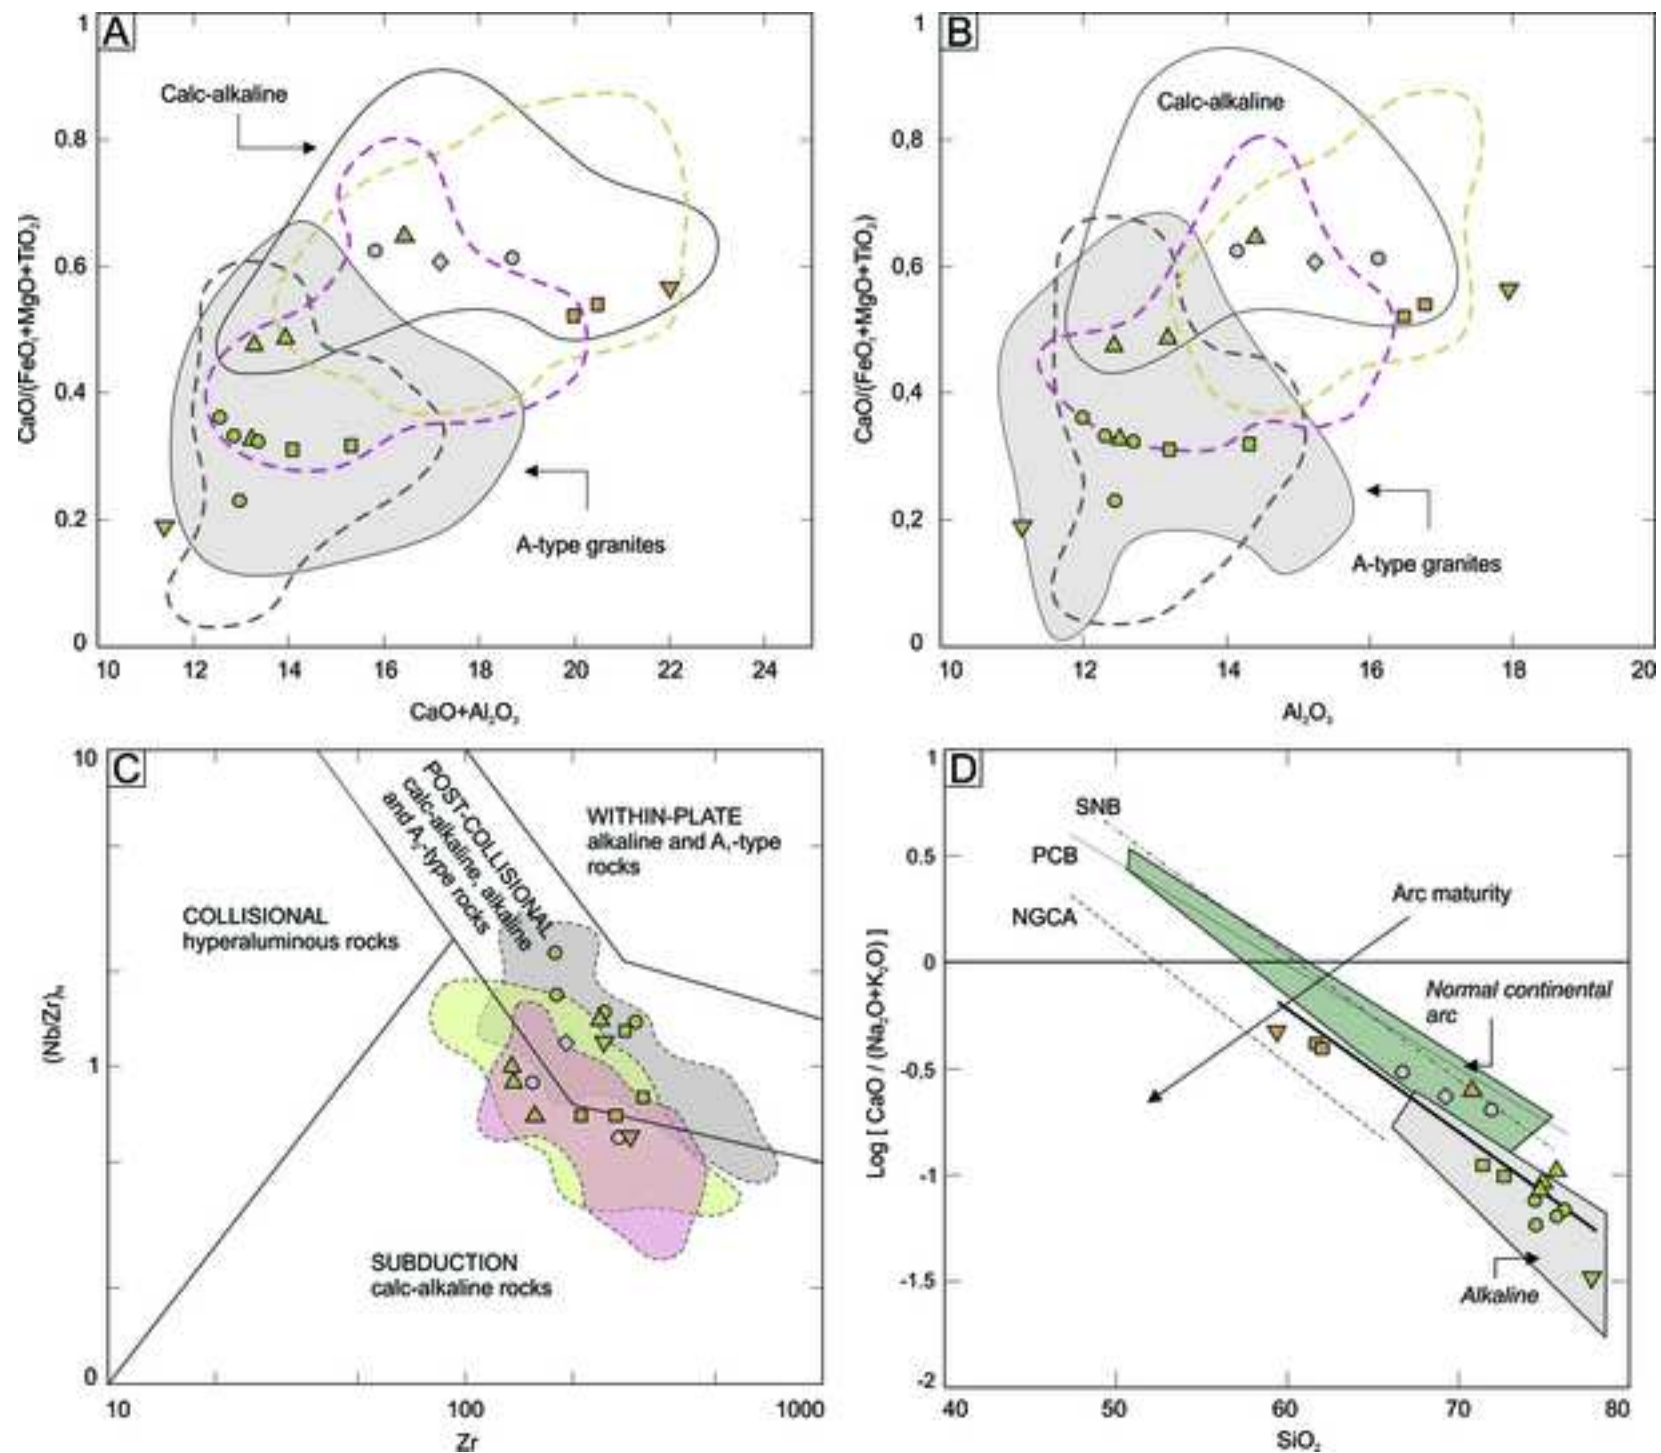 A
1
0.8
0.6
0.4
0.2
0
CaO/(FeOt+MgO+TiO2)
Calc-alkaline
A-type granites
10 12 14 16 18 20 22 24
CaO+Al2O3
B
1
0.8
0.6
0.4
0.2
0
CaO/(FeOt+MgO+TiO2)
Calc-alkaline
A-type granites
10 12 14 16 18 20
Al2O3
C
10
1
0
(Nb/Zr)N
POST-COLLISIONAL
calc-alkaline, alkaline
and A2-type rocks
WITHIN-PLATE
alkaline and A1-type
rocks
COLLISIONAL
hyperaluminous rocks
SUBDUCTION
calc-alkaline rocks
10 100 1000
Zr
D
1
0.5
0
-0.5
-1
-1.5
-2
Log [ CaO / (Na2O+K2O) ]
SNB
PCB
NGCA
Arc maturity
Normal continental
arc
Alkaline
40 50 60 70 80
SiO2